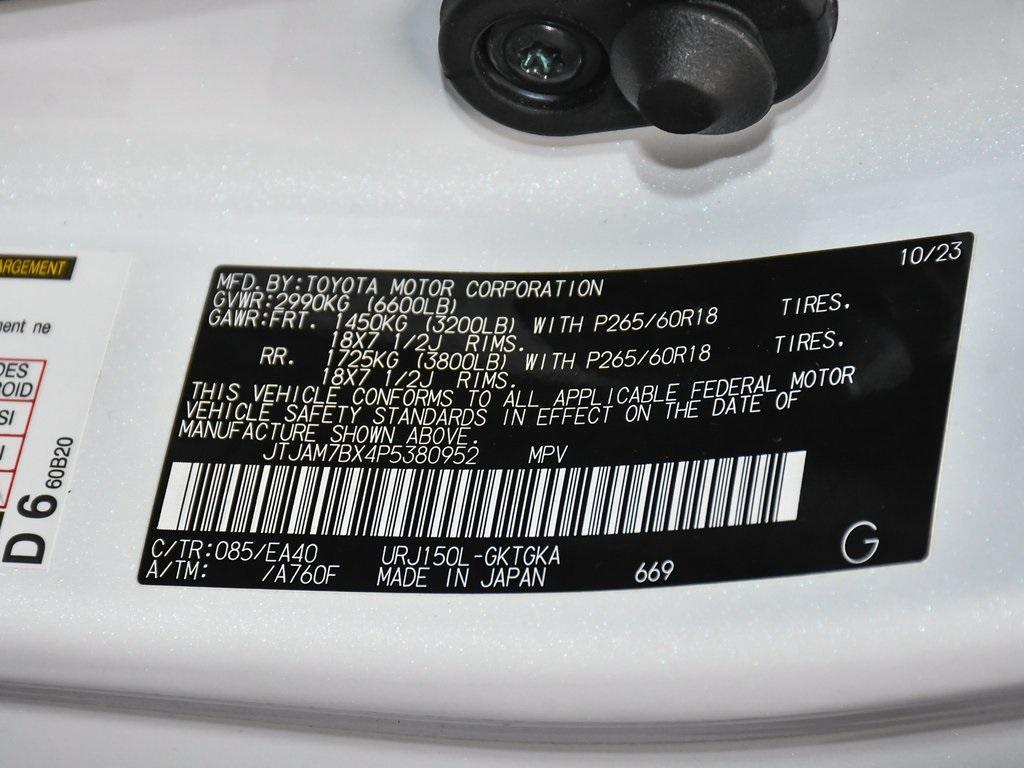 10/23
MFD. BY: TOYOTA MOTOR CORPORATION
GVWR: 2990KG (6600LB)
GAWR: FRT. 1450KG (3200LB) WITH P265/60R18 TIRES.
18X7 1/2J RIMS.
RR. 1725KG (3800LB) WITH P265/60R18 TIRES.
18X7 1/2J RIMS.
THIS VEHICLE CONFORMS TO ALL APPLICABLE FEDERAL MOTOR
VEHICLE SAFETY STANDARDS IN EFFECT ON THE DATE OF
MANUFACTURE SHOWN ABOVE.
JTJAM7BX4P5380952 MPV
C/TR: 085/EA40 URJ150L-GKTGKA
A/TM: /A760F MADE IN JAPAN 669
G
ARGEMENT
ne
SI
D 6 60B20